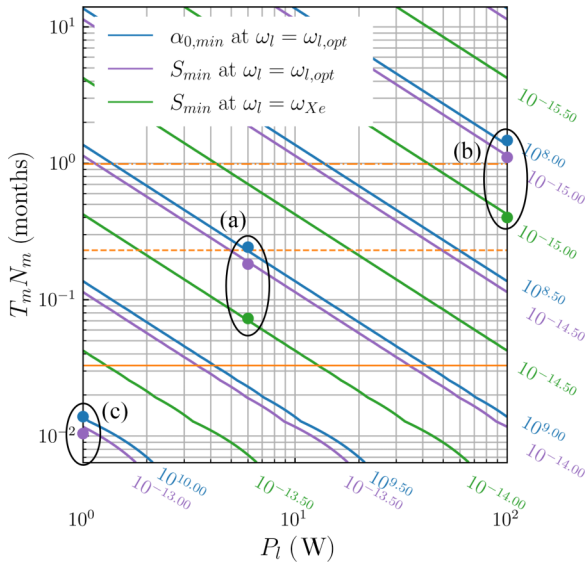 10¹
α₀,min at ωₗ = ωₗ,opt
Sₘᵢₙ at ωₗ = ωₗ,opt
Sₘᵢₙ at ωₗ = ω_Xe
10⁻¹⁵·⁵⁰
(b)
10⁸·⁰⁰
10⁻¹⁵·⁰⁰
10⁰
(a)
10⁻¹⁵·⁰⁰
TₘNₘ (months)
10⁸·⁵⁰
10⁻¹⁴·⁵⁰
10⁻¹
10⁻¹⁴·⁵⁰
(c)
10⁹·⁰⁰
10⁻²
10⁻¹⁴·⁰⁰
10¹⁰·⁰⁰
10⁻¹³·⁰⁰
10⁻¹³·⁵⁰
10⁹·⁵⁰
10⁻¹³·⁵⁰
10⁻¹⁴·⁰⁰
10⁰ 10¹ 10²
Pₗ (W)